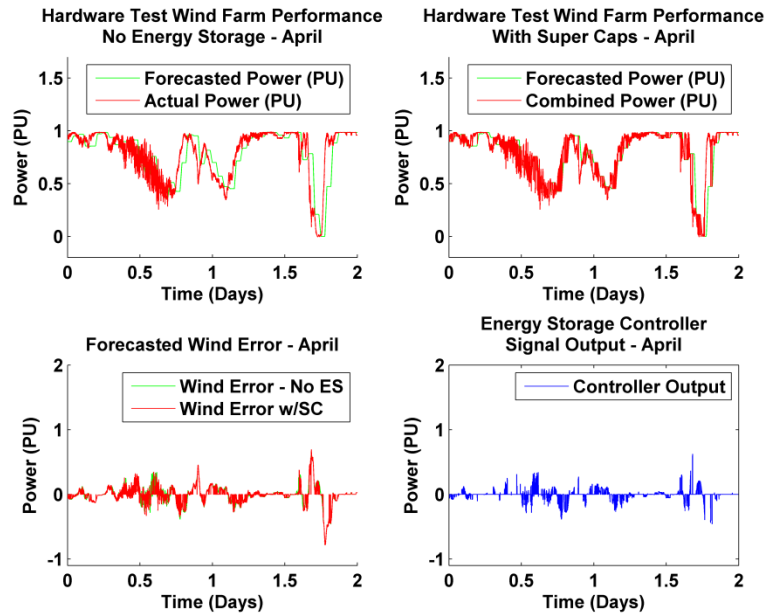 Hardware Test Wind Farm Performance
No Energy Storage - April
Power (PU)
1.5
1
0.5
0
Forecasted Power (PU)
Actual Power (PU)
0
0.5
1
1.5
2
Time (Days)
Hardware Test Wind Farm Performance
With Super Caps - April
Power (PU)
1.5
1
0.5
0
Forecasted Power (PU)
Combined Power (PU)
0
0.5
1
1.5
2
Time (Days)
Forecasted Wind Error - April
Power (PU)
2
1
0
-1
Wind Error - No ES
Wind Error w/SC
0
0.5
1
1.5
2
Time (Days)
Energy Storage Controller
Signal Output - April
Power (PU)
2
1
0
-1
Controller Output
0
0.5
1
1.5
2
Time (Days)